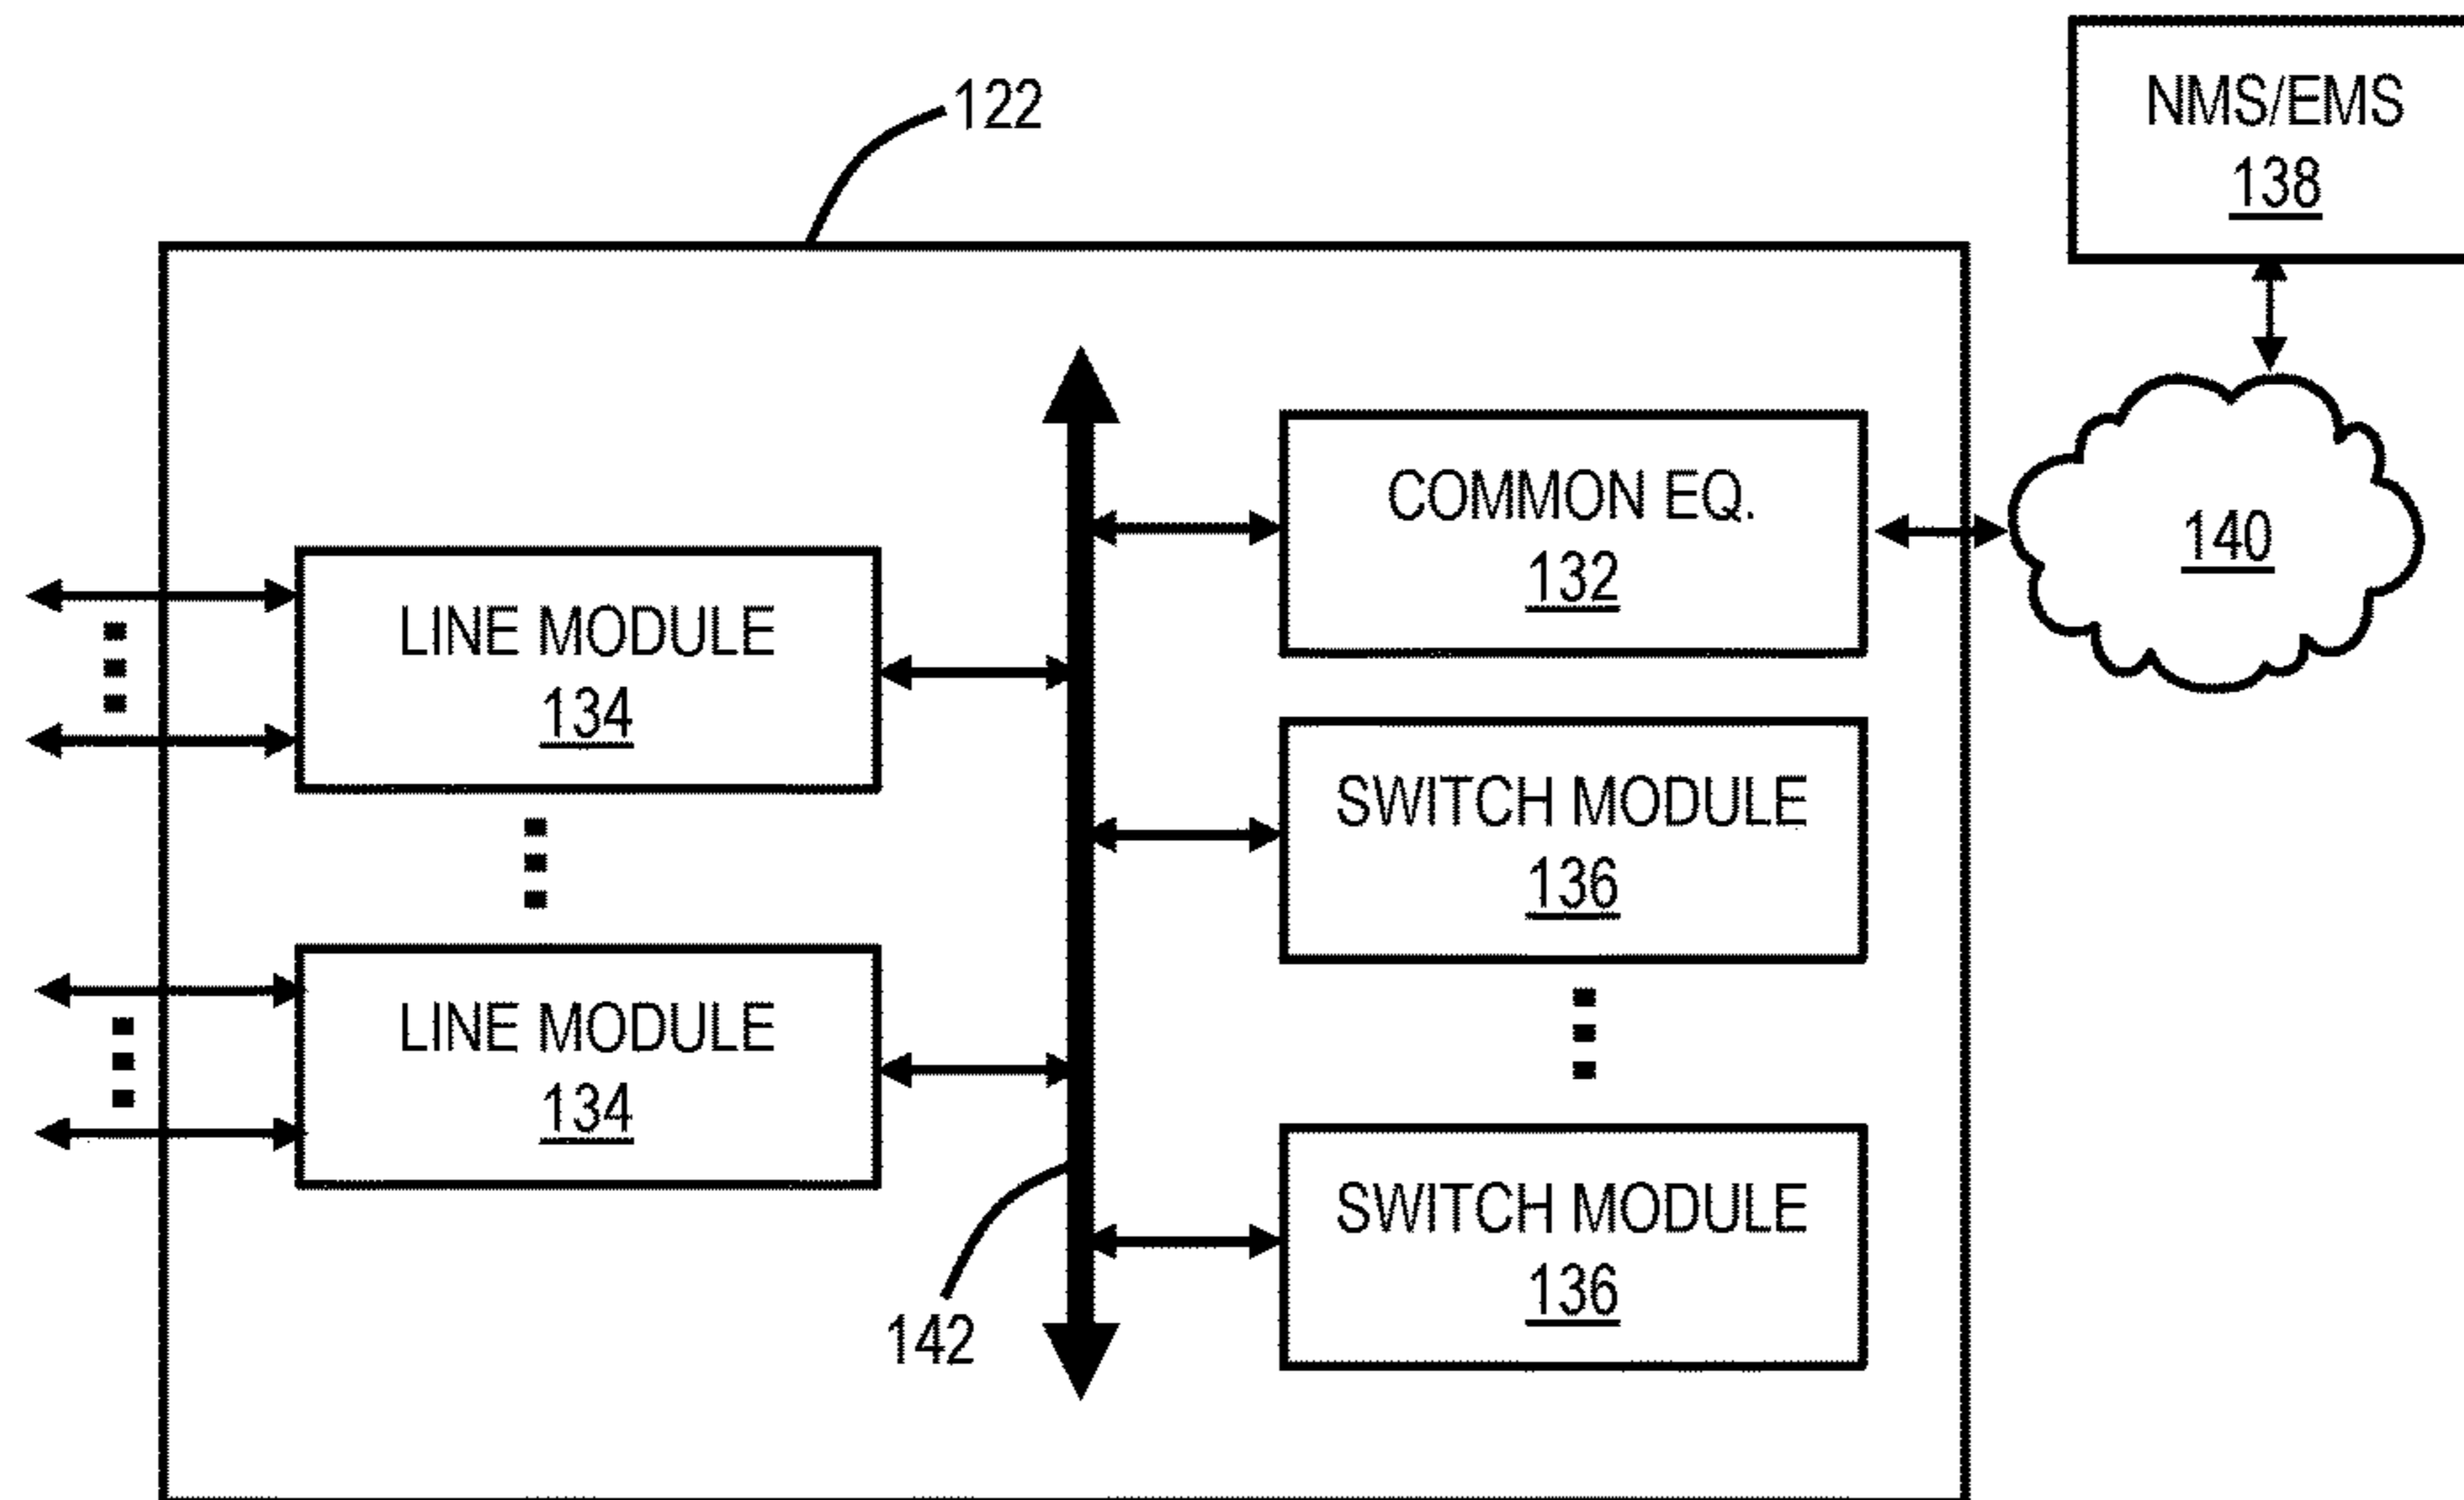 122
NMS/EMS
138
COMMON EQ.
132
140
LINE MODULE
134
SWITCH MODULE
136
LINE MODULE
134
SWITCH MODULE
136
142